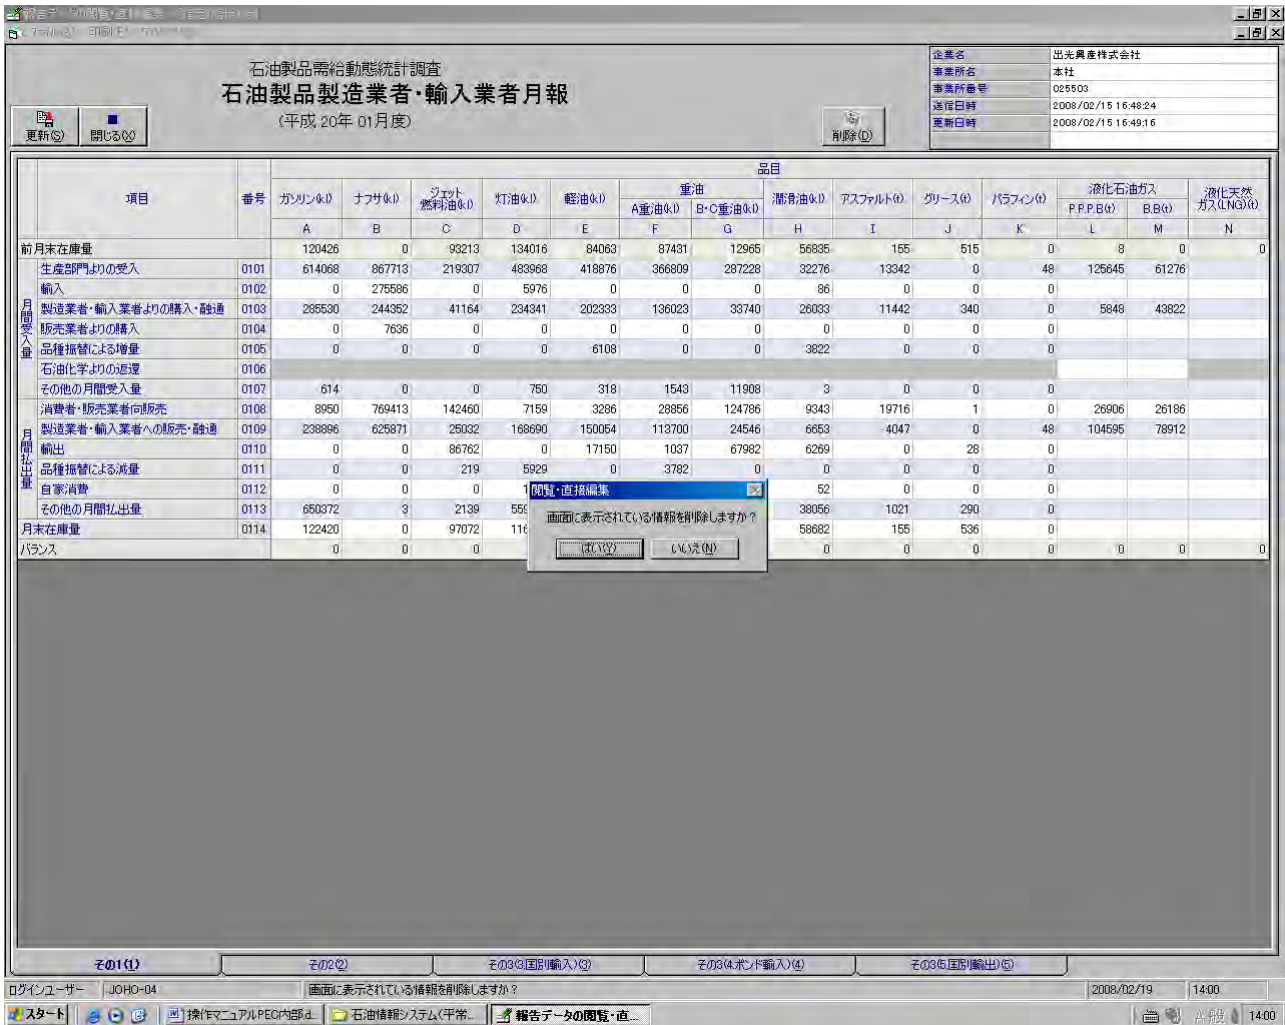 石油製品需給動態統計調査
石油製品製造業者・輸入業者月報
(平成 20年 01月度)
更新(S) 閉じる(X) 削除(D)
企業名 出光興産株式会社
事業所名 本社
事業所番号 025503
送信日時 2008/02/15 16:48:24
更新日時 2008/02/15 16:49:16
品目
項目 番号 ガソリン(kl) ナフサ(kl) ジェット燃料油(kl) 灯油(kl) 軽油(kl) 重油 A重油(kl) B・C重油(kl) 潤滑油(kl) アスファルト(t) グリース(t) パラフィン(t) 液化石油ガス P.P.P.B(t) B.B(t) 液化天然ガス(LNG)(t)
A B C D E F G H I J K L M N
前月末在庫量 120426 0 93213 134016 84063 87431 12965 56835 155 515 0 8 0 0
月間受入量
生産部門よりの受入 0101 614068 867713 219307 483968 418876 366809 287228 32276 13342 0 48 125645 61276
輸入 0102 0 275586 0 5976 0 0 0 86 0 0 0
製造業者・輸入業者よりの購入・融通 0103 285530 244352 41164 234341 202333 136023 33740 26033 11442 340 0 5848 43822
販売業者よりの購入 0104 0 7636 0 0 0 0 0 0 0 0 0
品種振替による増量 0105 0 0 0 0 6108 0 0 3822 0 0 0
石油化学よりの返還 0106
その他の月間受入量 0107 614 0 0 750 318 1543 11908 3 0 0 0
月間払出量
消費者・販売業者向販売 0108 8950 769413 142460 7159 3286 28856 124786 9343 19716 1 0 26906 26186
製造業者・輸入業者への販売・融通 0109 238896 625871 25032 168690 150054 113700 24546 6653 4047 0 48 104595 78912
輸出 0110 0 0 86762 0 17150 1037 67982 6269 0 28 0
品種振替による減量 0111 0 0 219 5929 0 3782 0 0 0 0 0
自家消費 0112 0 0 0 52 0 0 0
その他の月間払出量 0113 650372 3 2139 38056 1021 290 0
月末在庫量 0114 122420 0 97072 58682 155 536 0
バランス 0 0 0 0 0 0 0 0 0 0
閲覧・直接編集
画面に表示されている情報を削除しますか?
はい(Y) いいえ(N)
その1(1) その2(2) その3(3.国別輸入)(3) その3(4.ボンド輸入)(4) その3(5.国別輸出)(5)
ログインユーザー JOHO-04 画面に表示されている情報を削除しますか? 2008/02/19 14:00
スタート 操作マニュアルPEC内部.d... 石油情報システム(平常... 報告データの閲覧・直... 14:00